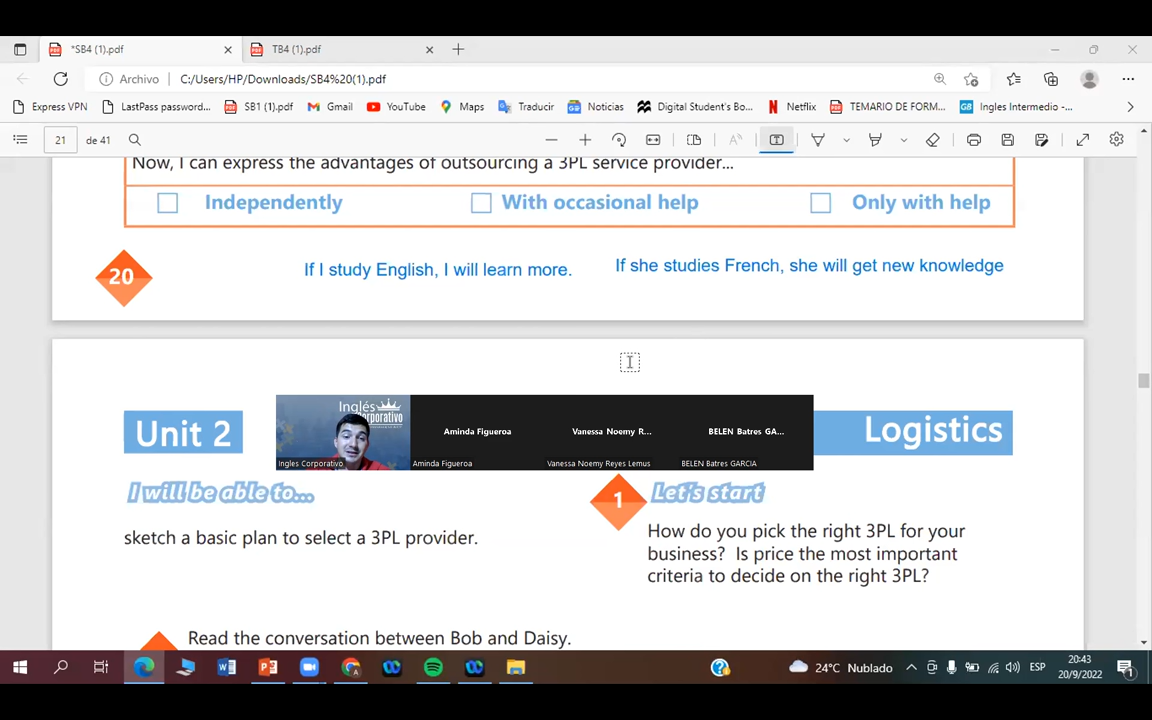 *SB4 (1).pdf
TB4 (1).pdf
Archivo C:/Users/HP/Downloads/SB4%20(1).pdf
Express VPN LastPass password... SB1 (1).pdf Gmail YouTube Maps Traducir Noticias Digital Student's Bo... Netflix TEMARIO DE FORM... Ingles Intermedio -...
21 de 41
Now, I can express the advantages of outsourcing a 3PL service provider...
Independently With occasional help Only with help
20
If I study English, I will learn more. If she studies French, she will get new knowledge
Unit 2
Inglés Corporativo
Aminda Figueroa Vanessa Noemy R... BELEN Batres GA...
Ingles Corporativo Aminda Figueroa Vanessa Noemy Reyes Lemus BELEN Batres GARCIA
Logistics
I will be able to...
sketch a basic plan to select a 3PL provider.
1 Let's start
How do you pick the right 3PL for your
business? Is price the most important
criteria to decide on the right 3PL?
Read the conversation between Bob and Daisy.
24°C Nublado ESP 20:43
20/9/2022 1